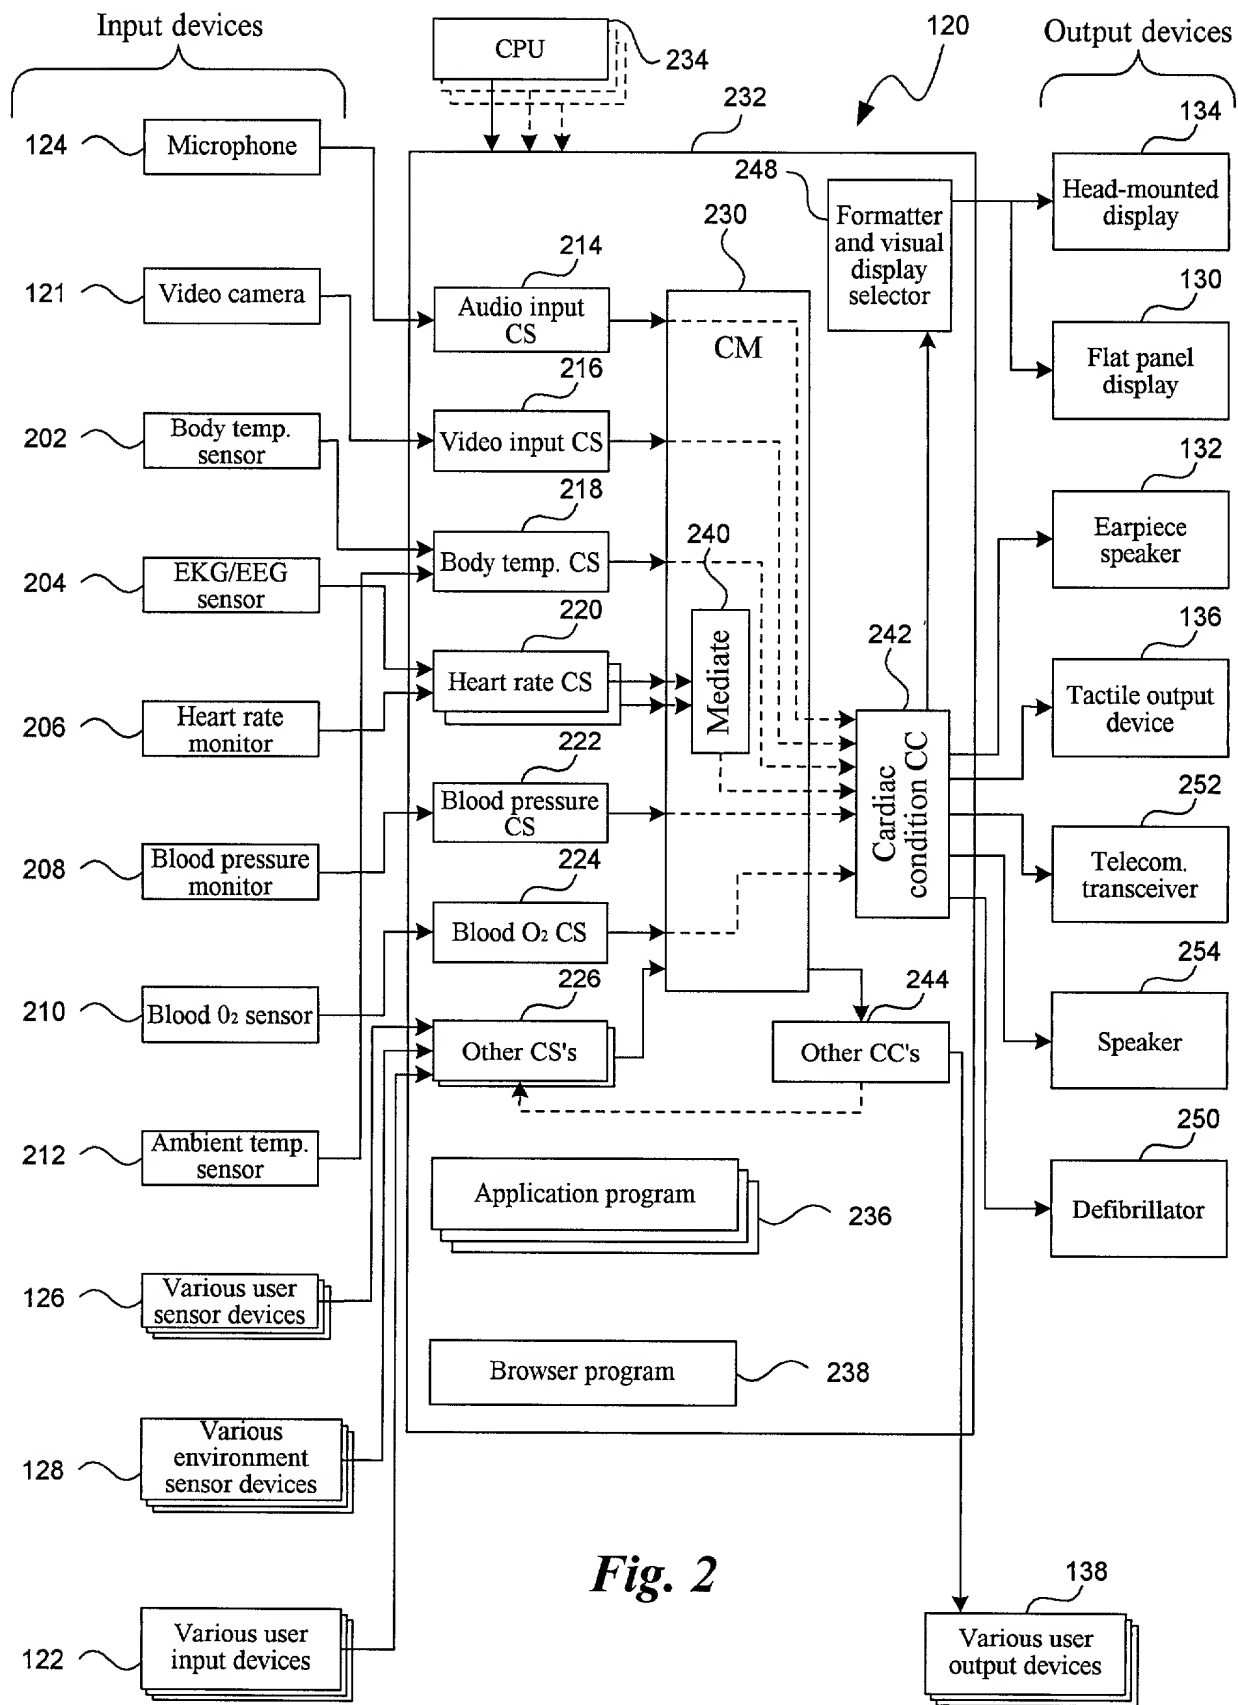 Input devices
CPU
234
120
Output devices
232
124
Microphone
134
Head-mounted
display
248
Formatter
and visual
display
selector
230
214
121
Video camera
Audio input
CS
CM
130
Flat panel
display
216
202
Body temp.
sensor
Video input CS
132
Earpiece
speaker
218
240
204
EKG/EEG
sensor
Body temp. CS
220
242
136
Heart rate CS
Mediate
Tactile output
device
206
Heart rate
monitor
222
Blood pressure
CS
Cardiac
condition CC
252
208
Blood pressure
monitor
Telecom.
transceiver
224
Blood O2 CS
254
226
244
210
Blood 02 sensor
Other CS's
Other CC's
Speaker
212
Ambient temp.
sensor
250
Application program
236
Defibrillator
126
Various user
sensor devices
Browser program
238
128
Various
environment
sensor devices
Fig. 2
138
122
Various user
input devices
Various user
output devices